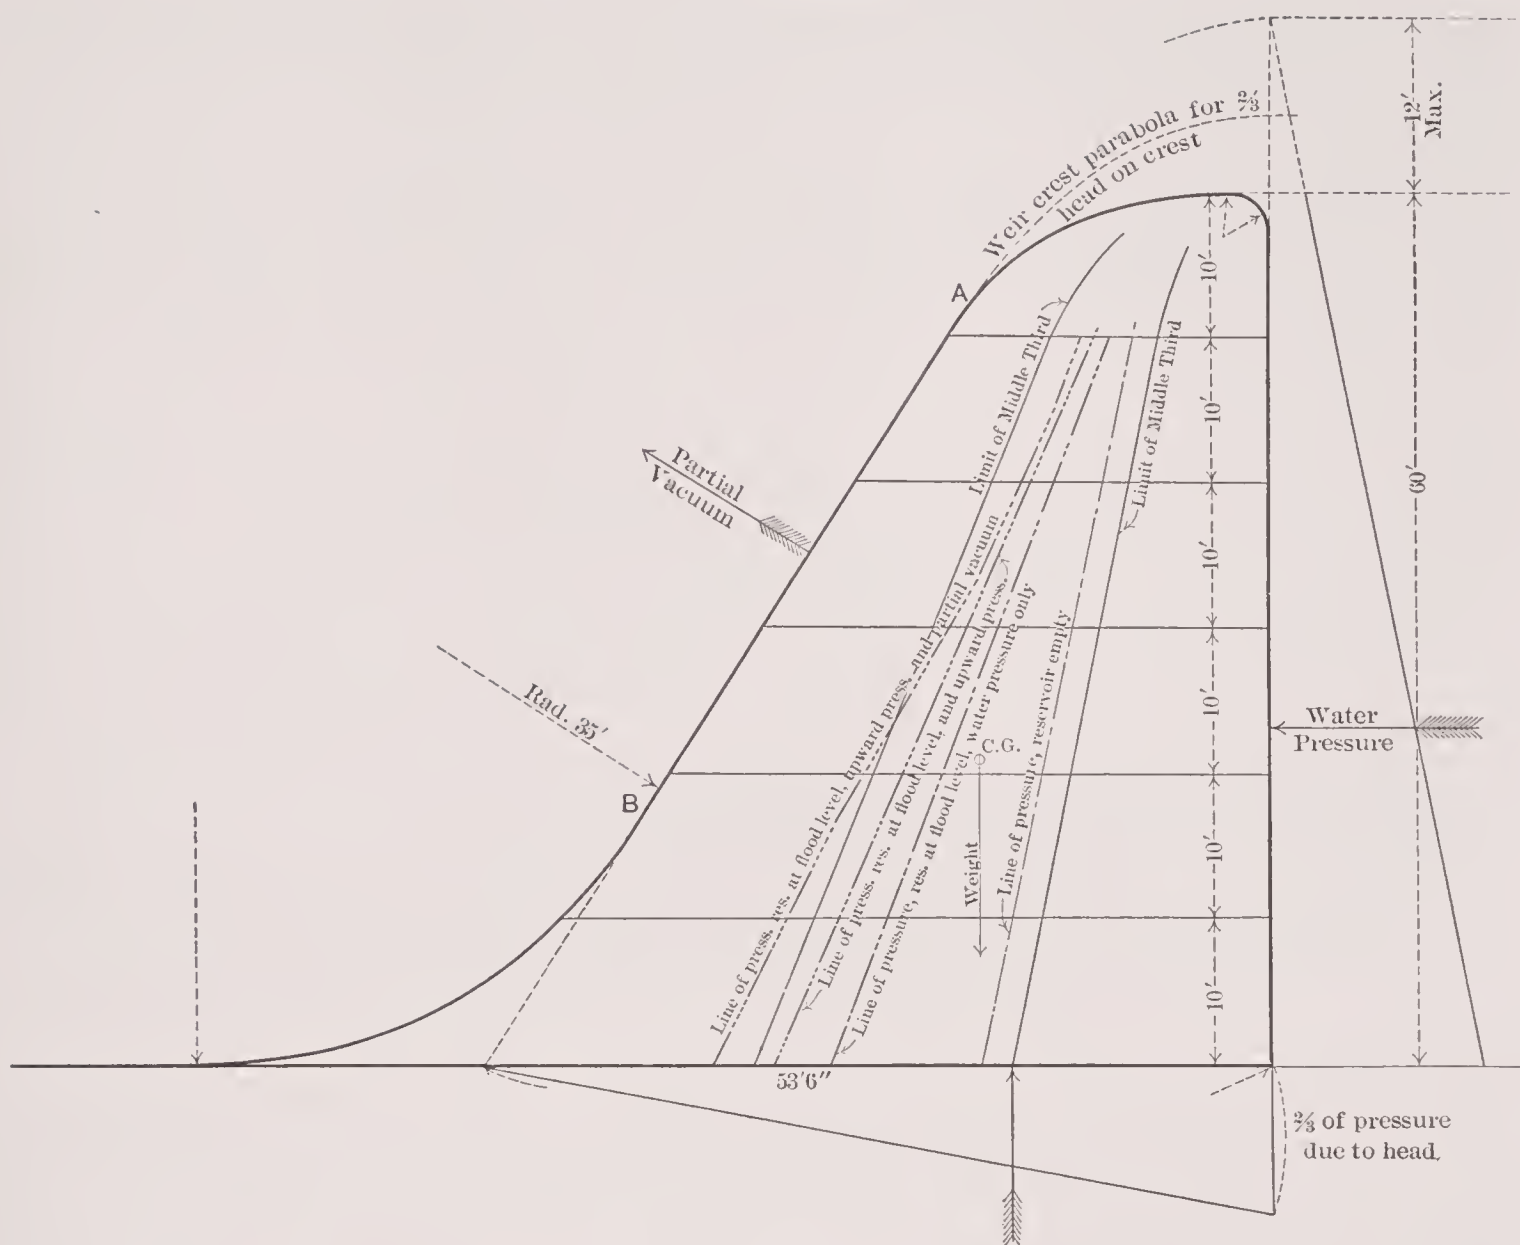 12′
Max.
Weir crest parabola for ⅔
head on crest
A
10′
Limit of Middle Third
Limit of Middle Third
10′
60′
Partial
Vacuum
10′
Line of press. res. at flood level, upward press. and partial vacuum
Line of press. res. at flood level, and upward press.
Line of pressure, res. at flood level, water pressure only
Line of pressure, reservoir empty
Rad. 35′
10′
Water
Pressure
C.G.
B
Weight
10′
10′
53′6″
⅔ of pressure
due to head.